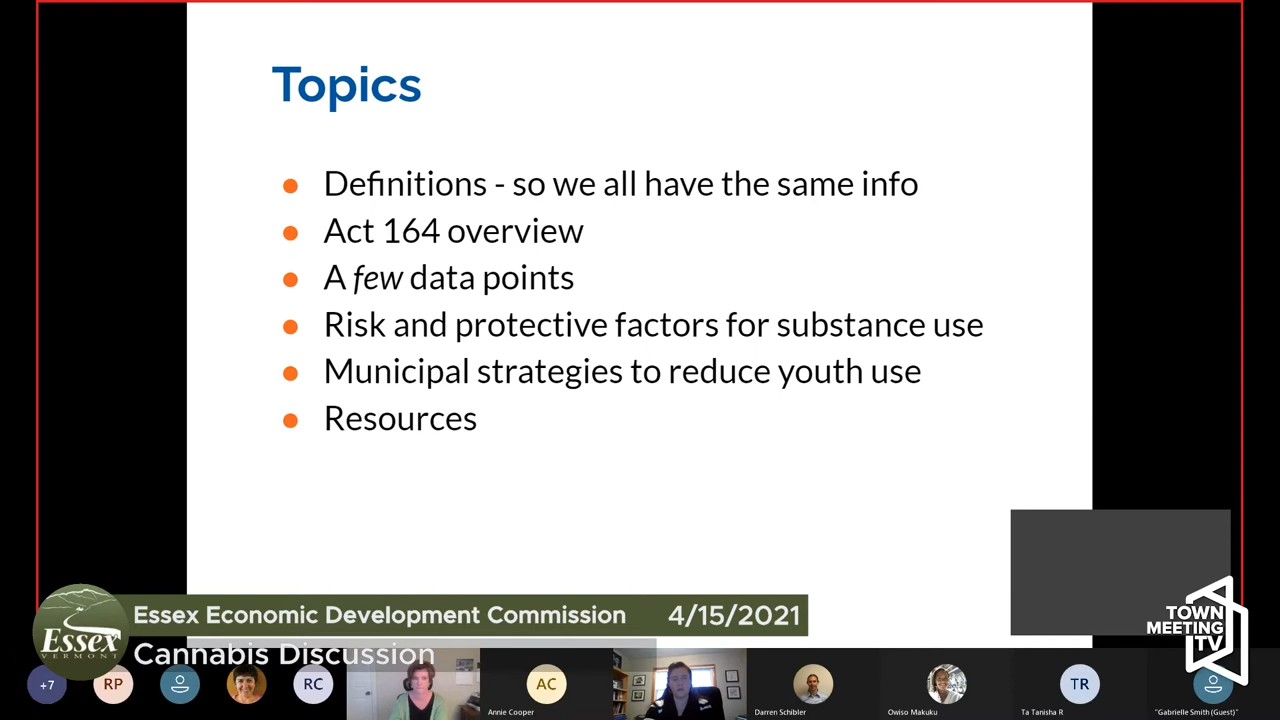 Topics
Definitions - so we all have the same info
Act 164 overview
A few data points
Risk and protective factors for substance use
Municipal strategies to reduce youth use
Resources
Essex
VERMONT
Essex Economic Development Commission 4/15/2021
Cannabis Discussion
TOWN
MEETING
TV
+7
RP
RC
AC
Annie Cooper
Darren Schibler
Owiso Makuku
TR
Ta Tanisha R
"Gabrielle Smith (Guest)"